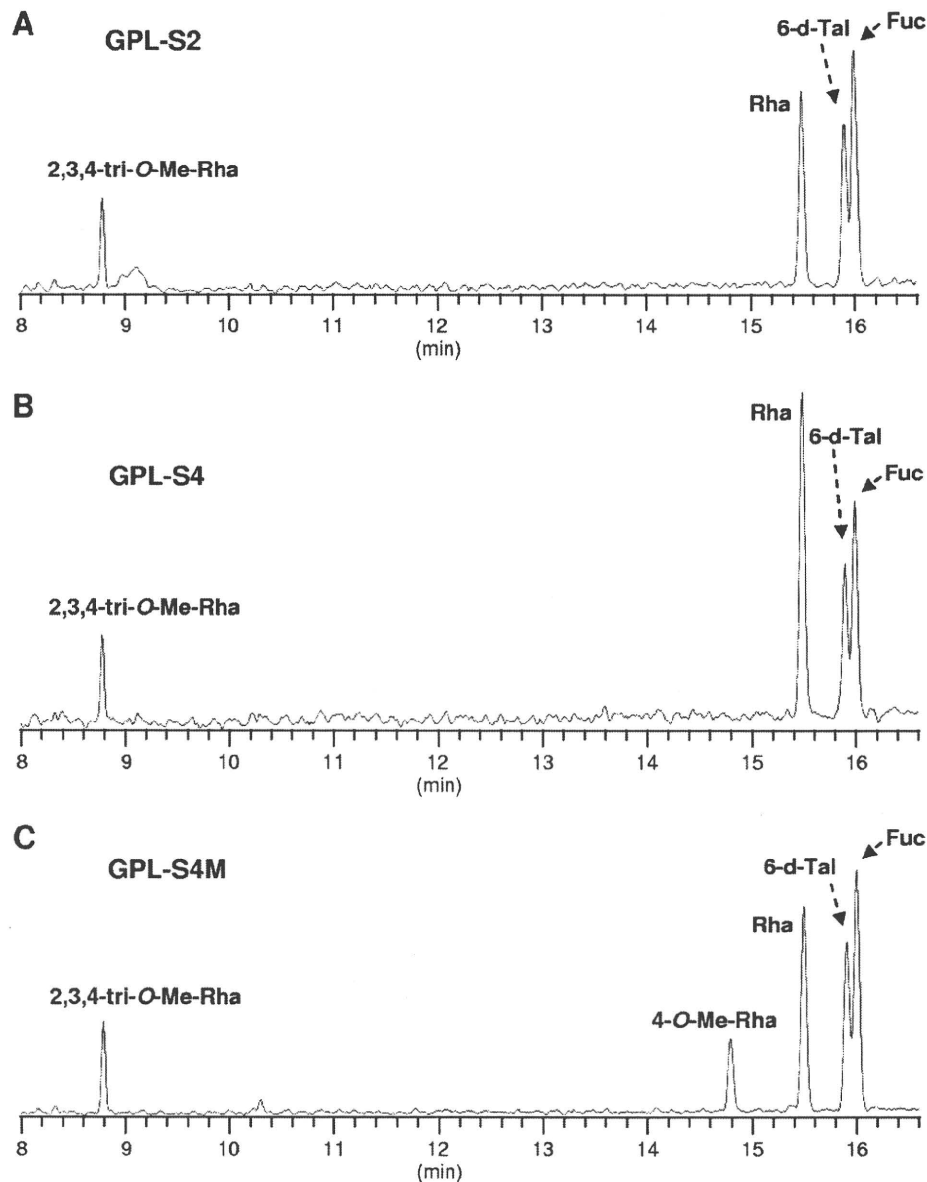 A
GPL-S2
6-d-Tal
Fuc
Rha
2,3,4-tri-O-Me-Rha
8 9 10 11 12 13 14 15 16
(min)
B
GPL-S4
Rha
6-d-Tal
Fuc
2,3,4-tri-O-Me-Rha
8 9 10 11 12 13 14 15 16
(min)
C
GPL-S4M
Fuc
6-d-Tal
Rha
2,3,4-tri-O-Me-Rha
4-O-Me-Rha
8 9 10 11 12 13 14 15 16
(min)